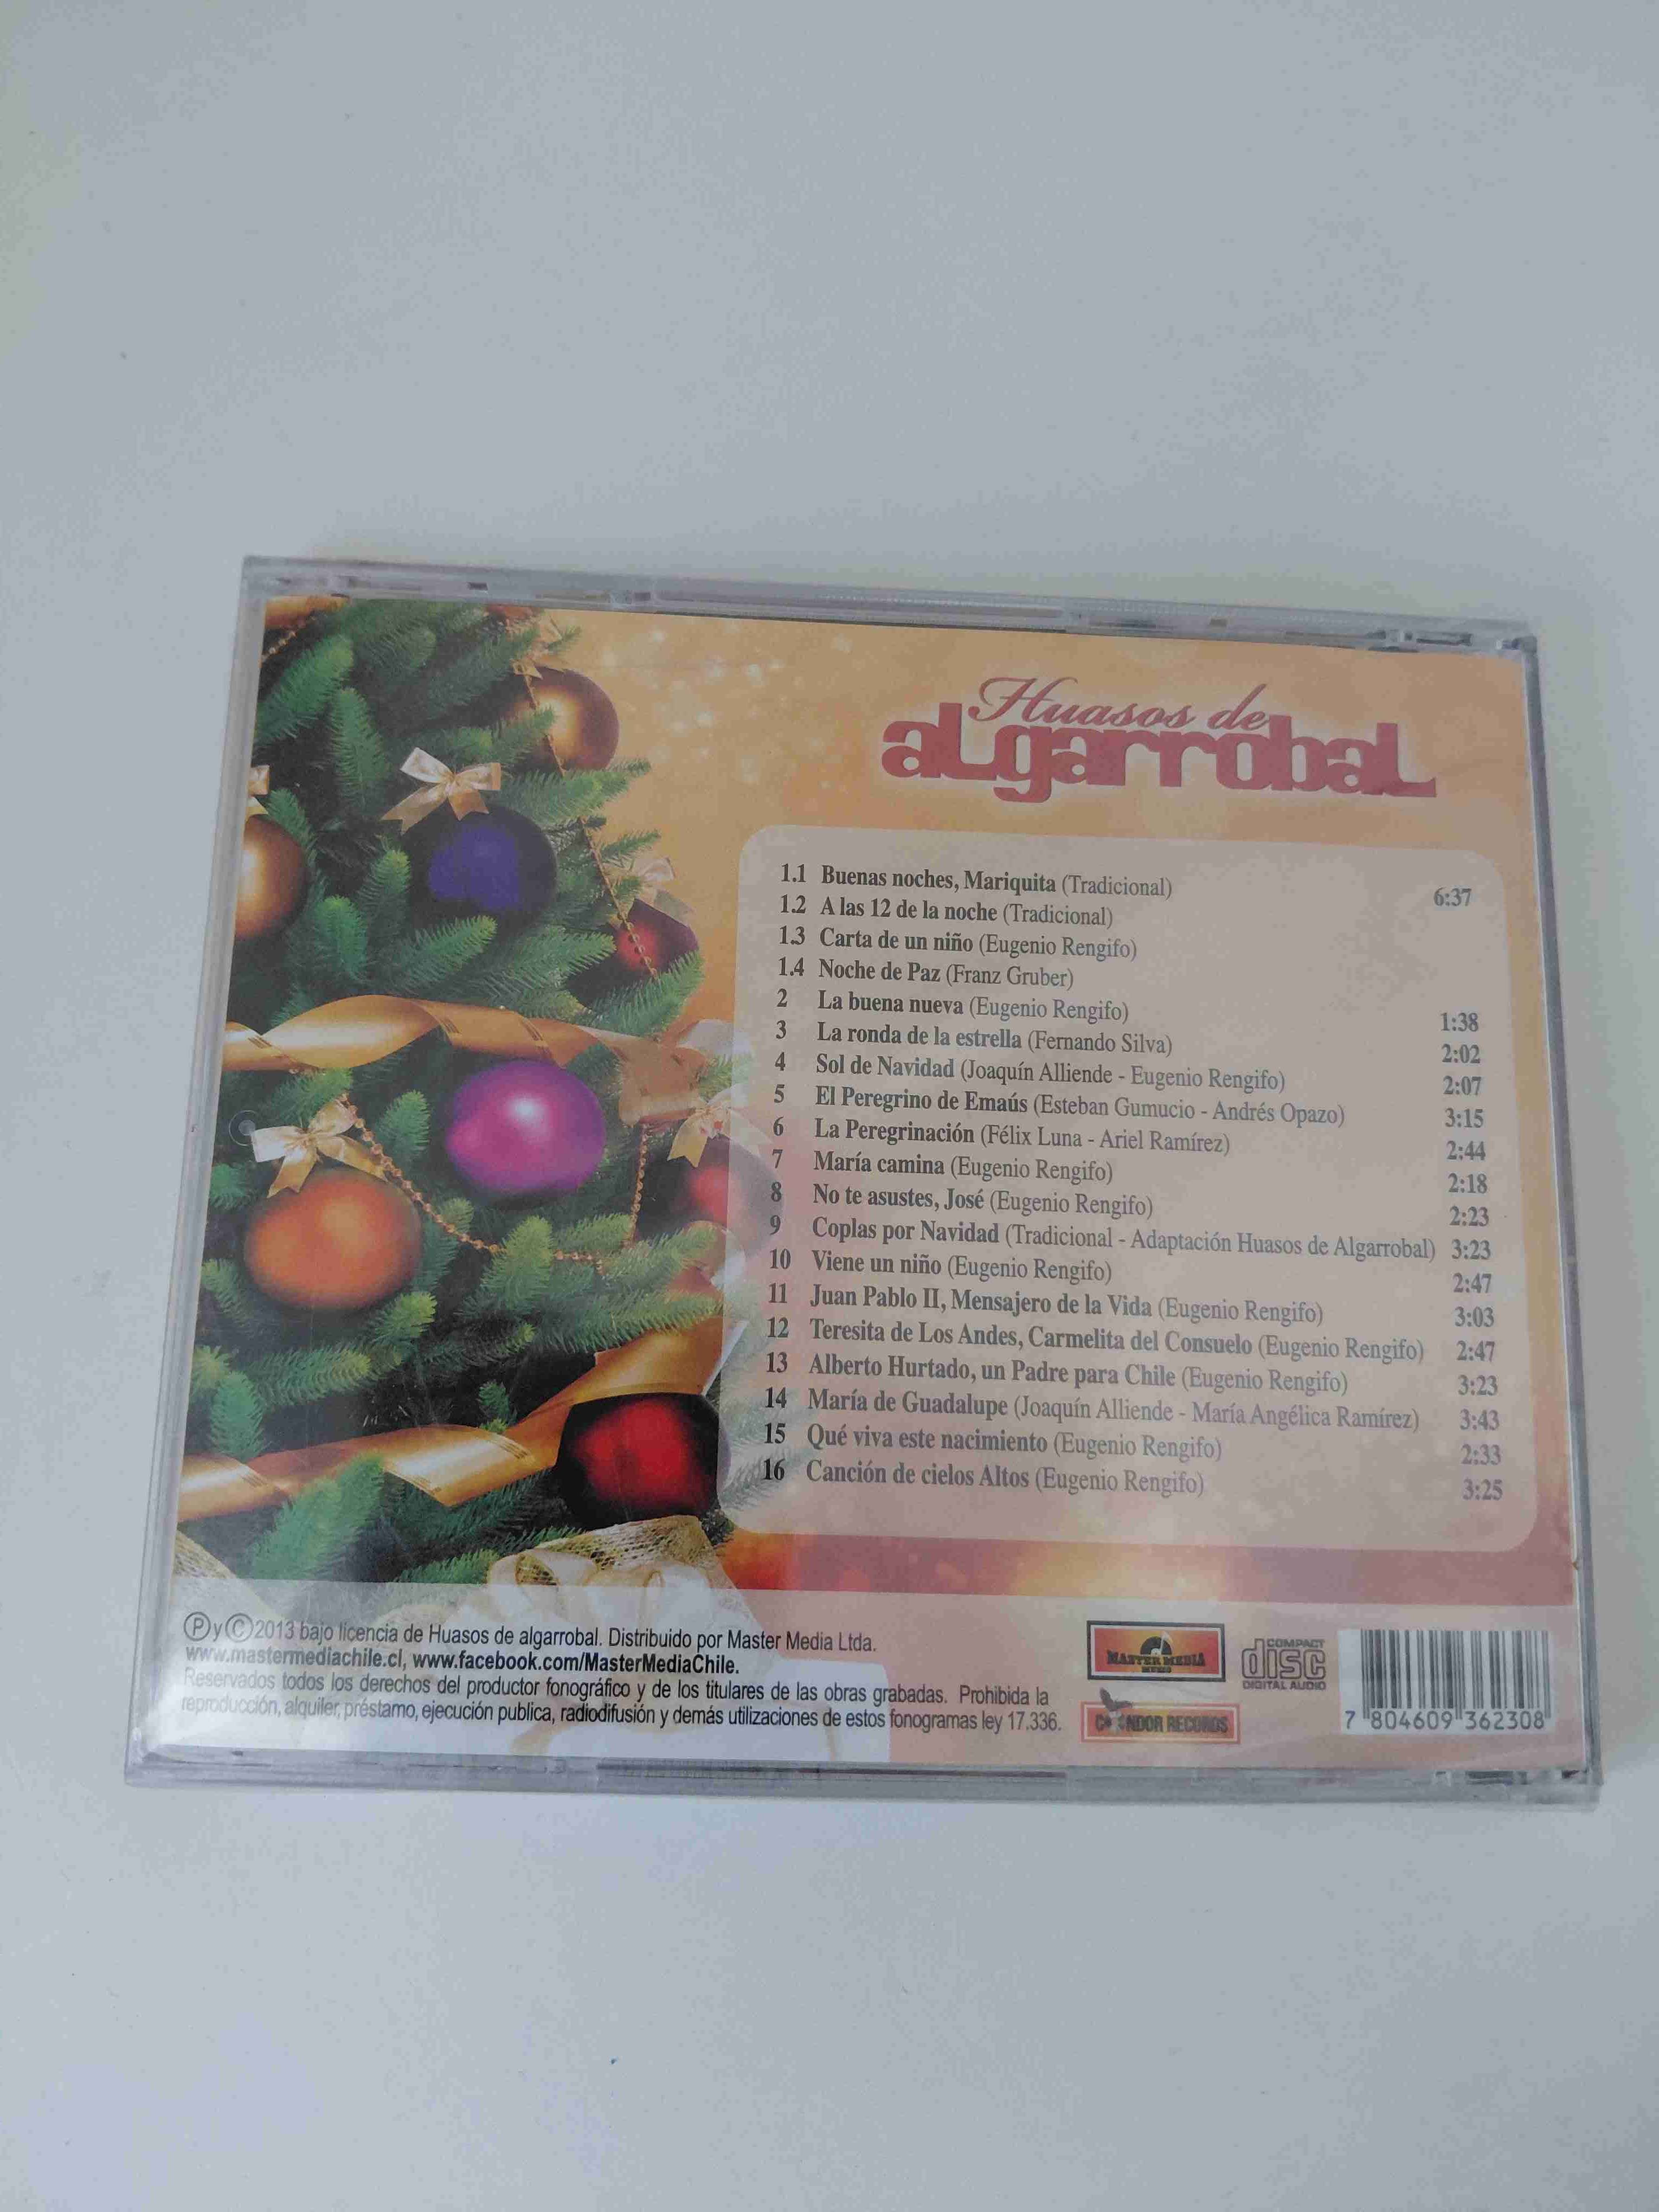 Huasos de
algarrobal
1.1 Buenas noches, Mariquita (Tradicional) 6:37
1.2 A las 12 de la noche (Tradicional)
1.3 Carta de un niño (Eugenio Rengifo)
1.4 Noche de Paz (Franz Gruber)
2 La buena nueva (Eugenio Rengifo) 1:38
3 La ronda de la estrella (Fernando Silva) 2:02
4 Sol de Navidad (Joaquín Alliende - Eugenio Rengifo) 2:07
5 El Peregrino de Emaús (Esteban Gumucio - Andrés Opazo) 3:15
6 La Peregrinación (Félix Luna - Ariel Ramírez) 2:44
7 María camina (Eugenio Rengifo) 2:18
8 No te asustes, José (Eugenio Rengifo) 2:23
9 Coplas por Navidad (Tradicional - Adaptación Huasos de Algarrobal) 3:23
10 Viene un niño (Eugenio Rengifo) 2:47
11 Juan Pablo II, Mensajero de la Vida (Eugenio Rengifo) 3:03
12 Teresita de Los Andes, Carmelita del Consuelo (Eugenio Rengifo) 2:47
13 Alberto Hurtado, un Padre para Chile (Eugenio Rengifo) 3:23
14 María de Guadalupe (Joaquín Alliende - María Angélica Ramírez) 3:43
15 Qué viva este nacimiento (Eugenio Rengifo) 2:33
16 Canción de cielos Altos (Eugenio Rengifo) 3:25
Ⓟy©2013 bajo licencia de Huasos de algarrobal. Distribuido por Master Media Ltda.
www.mastermediachile.cl, www.facebook.com/MasterMediaChile.
Reservados todos los derechos del productor fonográfico y de los titulares de las obras grabadas. Prohibida la
reproducción, alquiler, préstamo, ejecución publica, radiodifusión y demás utilizaciones de estos fonogramas ley 17.336.
MASTER MEDIA
MUSIC
CONDOR RECORDS
COMPACT
disc
DIGITAL AUDIO
7 804609 362308